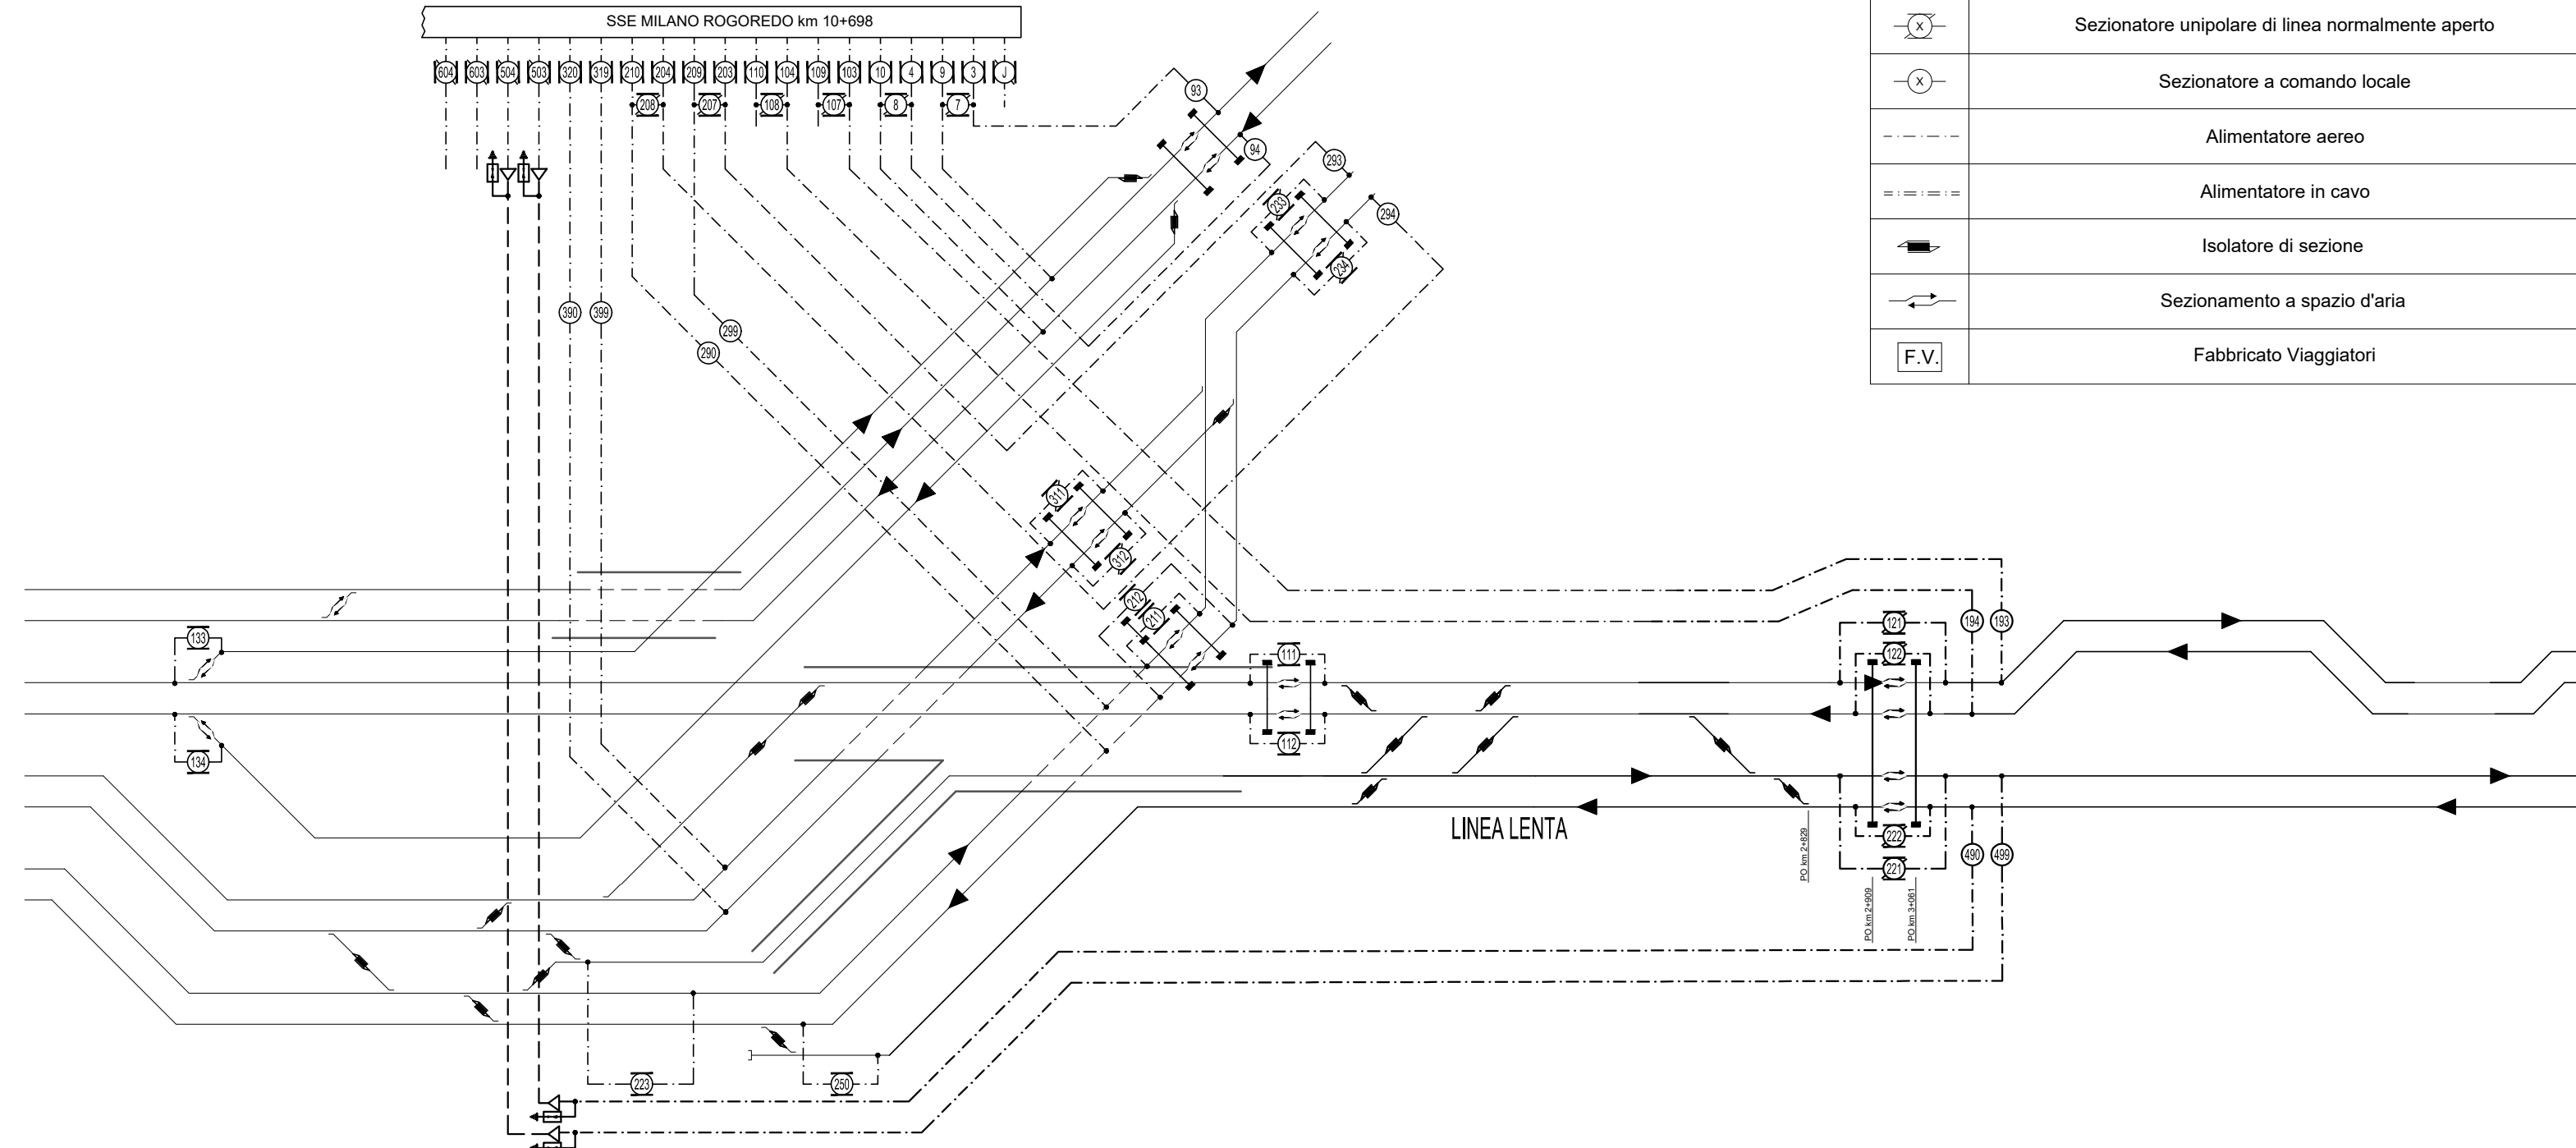 SSE MILANO ROGOREDO km 10+698
604 603 504 503 320 319 210 204 209 203 110 104 109 103 10 4 9 3 J
208 207 108 107 8 7
93
94
293
233
294
234
390 399
299
290
311
312
212
211
133
134
111
112
121
122
194 193
222
221
490 499
LINEA LENTA
PO km 2+829
PO km 2+909
PO km 3+061
223
250
x Sezionatore unipolare di linea normalmente aperto
x Sezionatore a comando locale
Alimentatore aereo
Alimentatore in cavo
Isolatore di sezione
Sezionamento a spazio d'aria
F.V. Fabbricato Viaggiatori